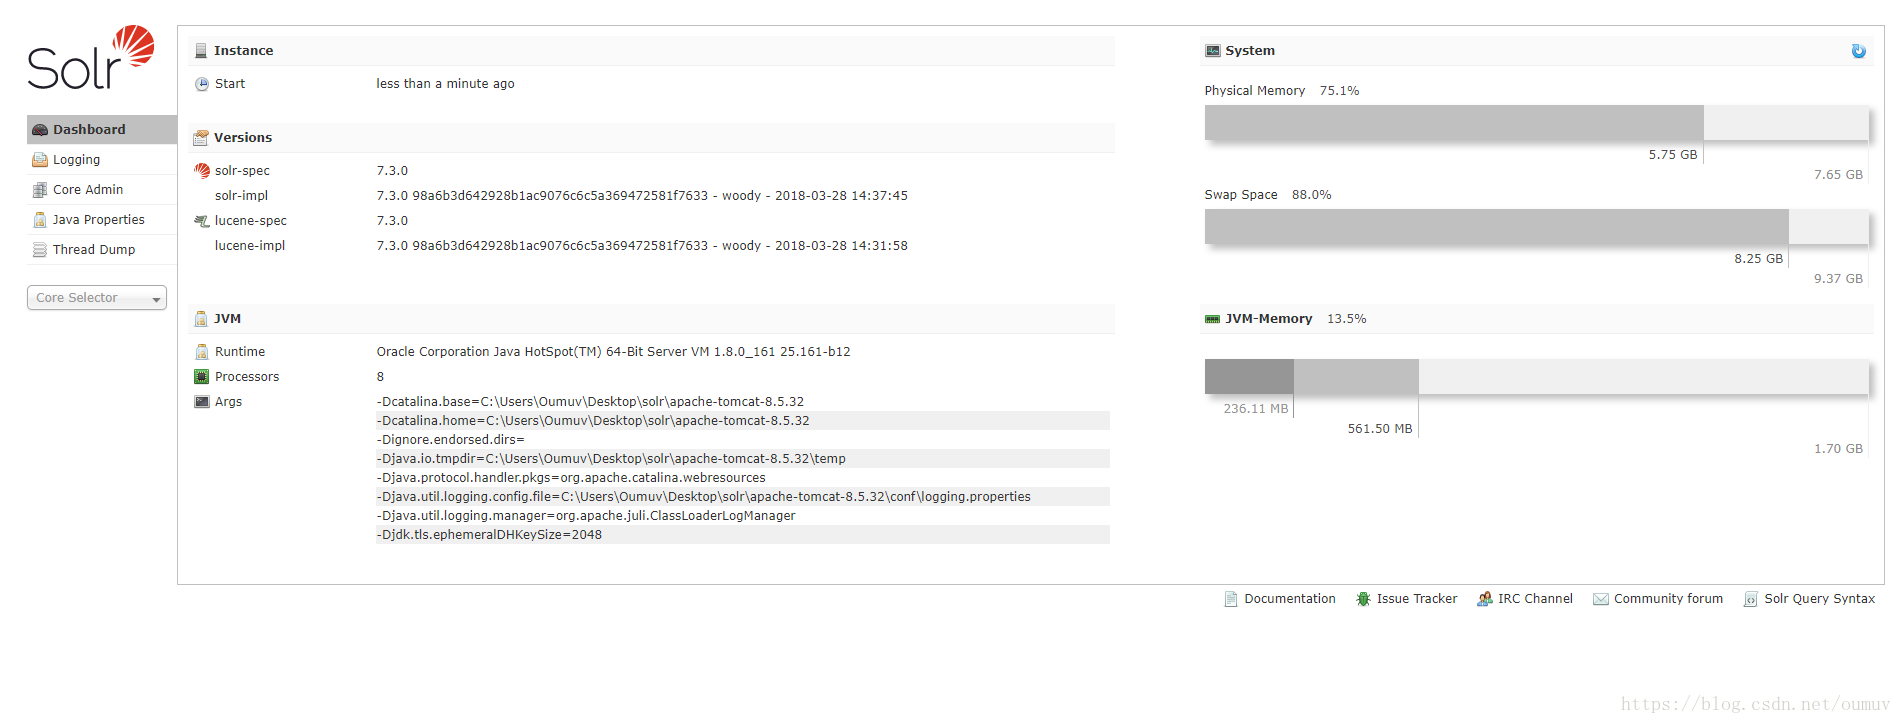 Solr
Dashboard
Logging
Core Admin
Java Properties
Thread Dump
Core Selector
Instance
Start less than a minute ago
Versions
solr-spec 7.3.0
solr-impl 7.3.0 98a6b3d642928b1ac9076c6c5a369472581f7633 - woody - 2018-03-28 14:37:45
lucene-spec 7.3.0
lucene-impl 7.3.0 98a6b3d642928b1ac9076c6c5a369472581f7633 - woody - 2018-03-28 14:31:58
JVM
Runtime Oracle Corporation Java HotSpot(TM) 64-Bit Server VM 1.8.0_161 25.161-b12
Processors 8
Args -Dcatalina.base=C:\Users\Oumuv\Desktop\solr\apache-tomcat-8.5.32
-Dcatalina.home=C:\Users\Oumuv\Desktop\solr\apache-tomcat-8.5.32
-Dignore.endorsed.dirs=
-Djava.io.tmpdir=C:\Users\Oumuv\Desktop\solr\apache-tomcat-8.5.32\temp
-Djava.protocol.handler.pkgs=org.apache.catalina.webresources
-Djava.util.logging.config.file=C:\Users\Oumuv\Desktop\solr\apache-tomcat-8.5.32\conf\logging.properties
-Djava.util.logging.manager=org.apache.juli.ClassLoaderLogManager
-Djdk.tls.ephemeralDHKeySize=2048
System
Physical Memory 75.1%
5.75 GB
7.65 GB
Swap Space 88.0%
8.25 GB
9.37 GB
JVM-Memory 13.5%
236.11 MB
561.50 MB
1.70 GB
Documentation Issue Tracker IRC Channel Community forum Solr Query Syntax
https://blog.csdn.net/oumuv